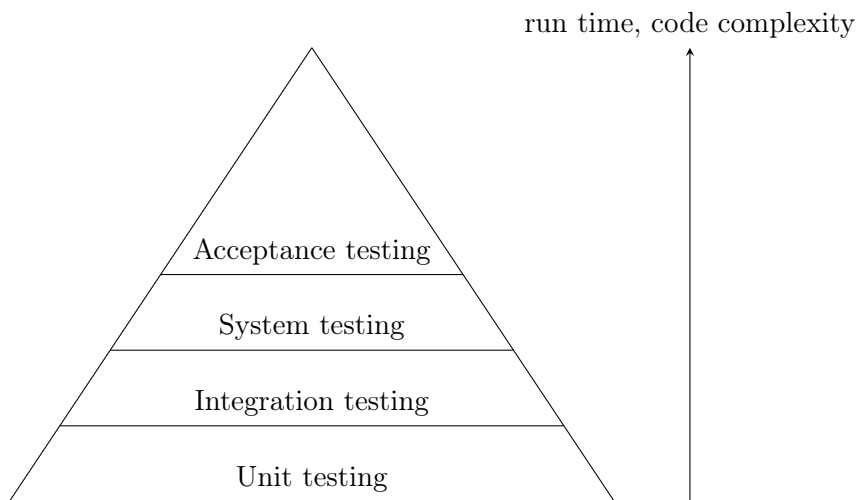 run time, code complexity
Acceptance testing
System testing
Integration testing
Unit testing